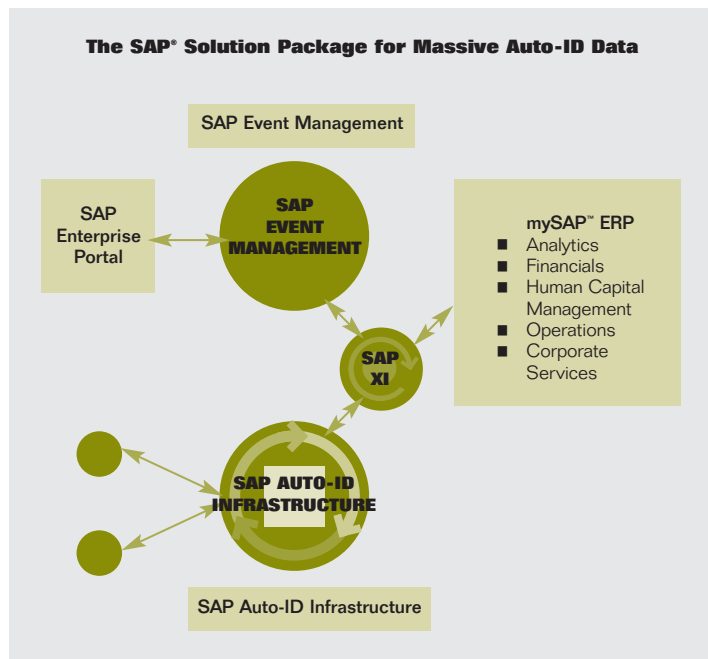 The SAP® Solution Package for Massive Auto-ID Data
SAP Event Management
SAP
Enterprise
Portal
SAP
EVENT
MANAGEMENT
mySAP™ ERP
■ Analytics
■ Financials
■ Human Capital
Management
■ Operations
■ Corporate
Services
SAP
XI
SAP AUTO-ID
INFRASTRUCTURE
SAP Auto-ID Infrastructure